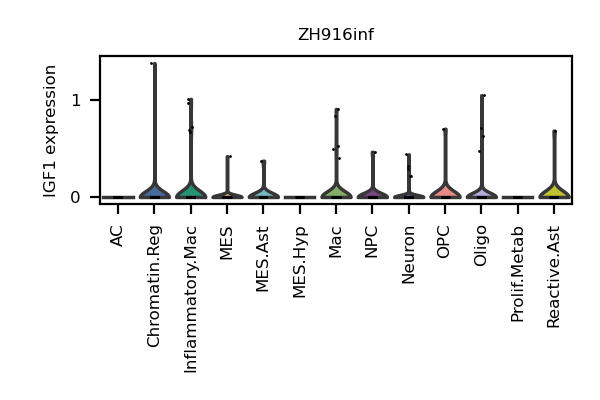 ZH916inf
IGF1 expression
1
0
AC
Chromatin.Reg
Inflammatory.Mac
MES
MES.Ast
MES.Hyp
Mac
NPC
Neuron
OPC
Oligo
Prolif.Metab
Reactive.Ast